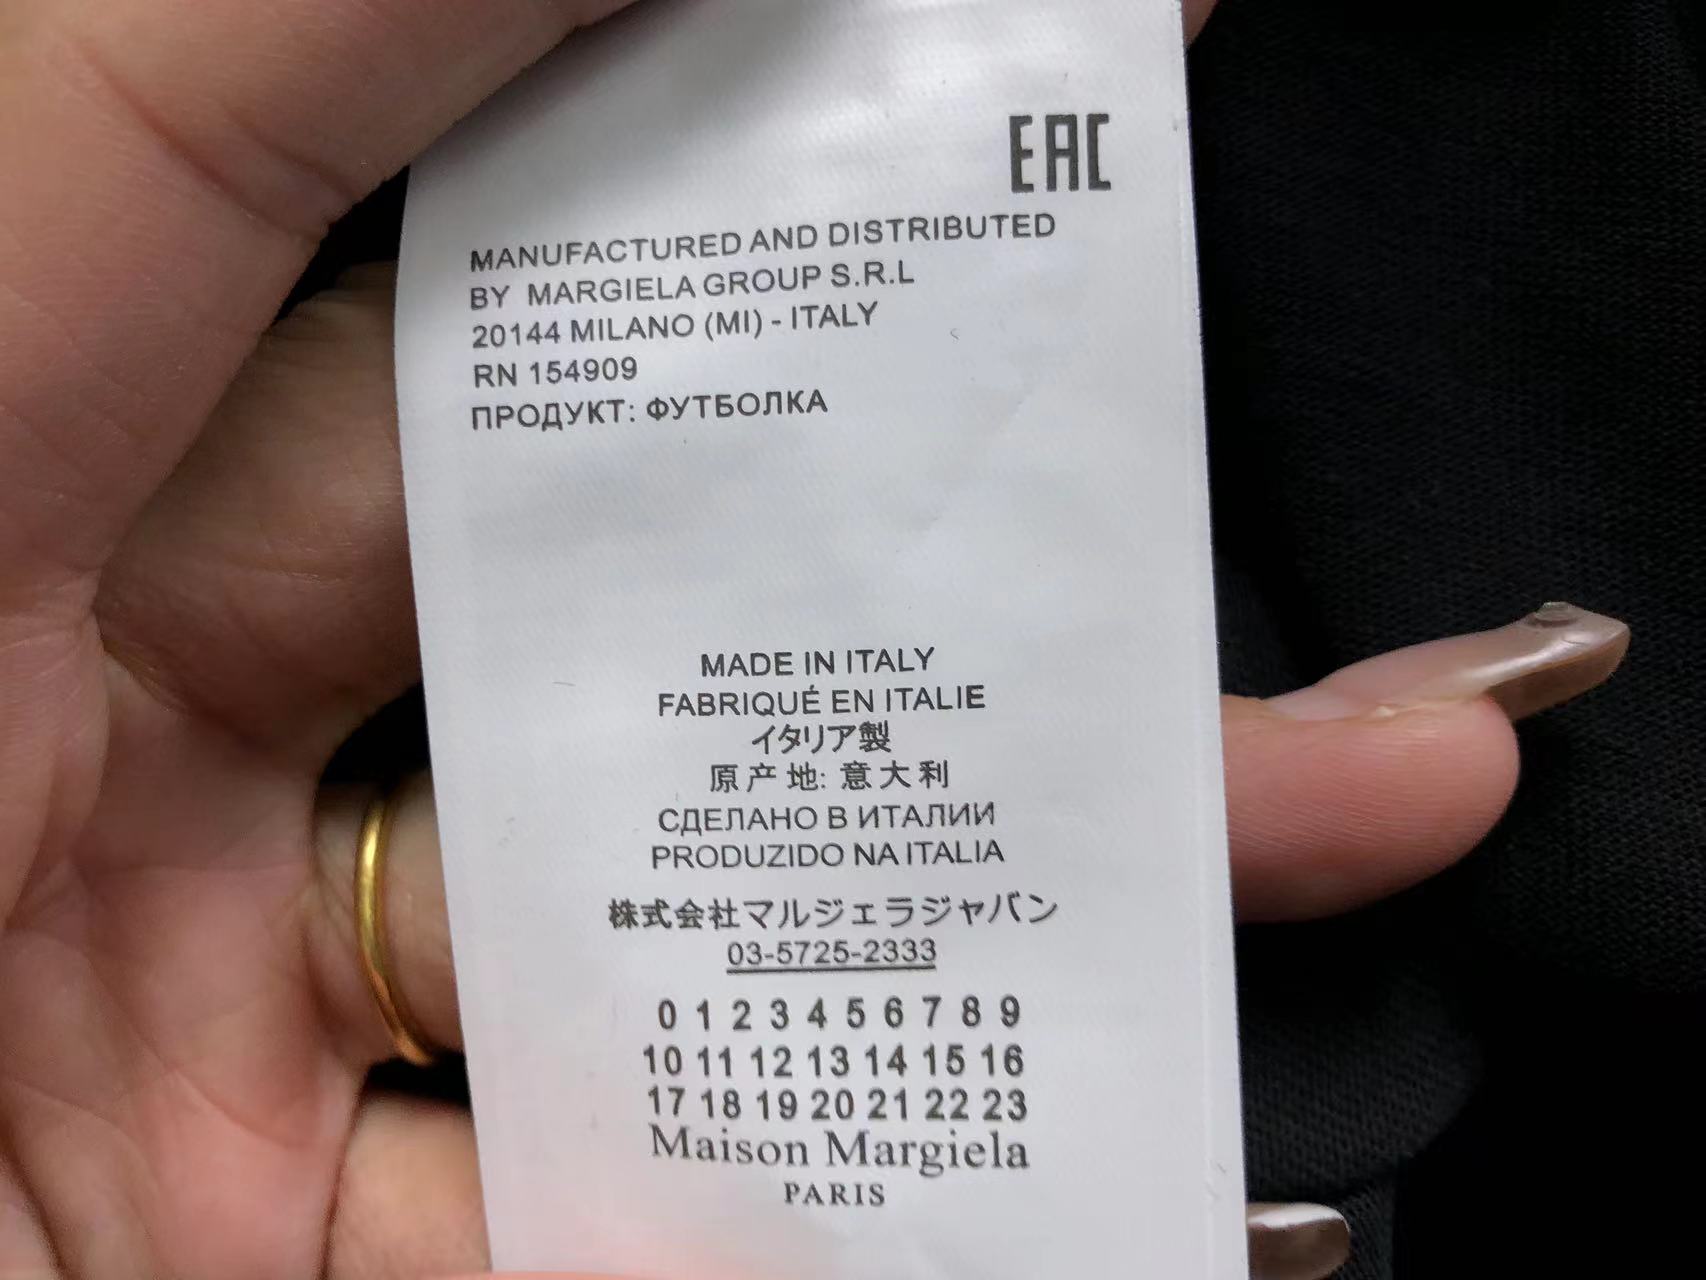 EAC
MANUFACTURED AND DISTRIBUTED
BY MARGIELA GROUP S.R.L
20144 MILANO (MI) - ITALY
RN 154909
ПРОДУКТ: ФУТБОЛКА
MADE IN ITALY
FABRIQUÉ EN ITALIE
イタリア製
原产地: 意大利
СДЕЛАНО В ИТАЛИИ
PRODUZIDO NA ITALIA
株式会社マルジェラジャバン
03-5725-2333
0 1 2 3 4 5 6 7 8 9
10 11 12 13 14 15 16
17 18 19 20 21 22 23
Maison Margiela
PARIS